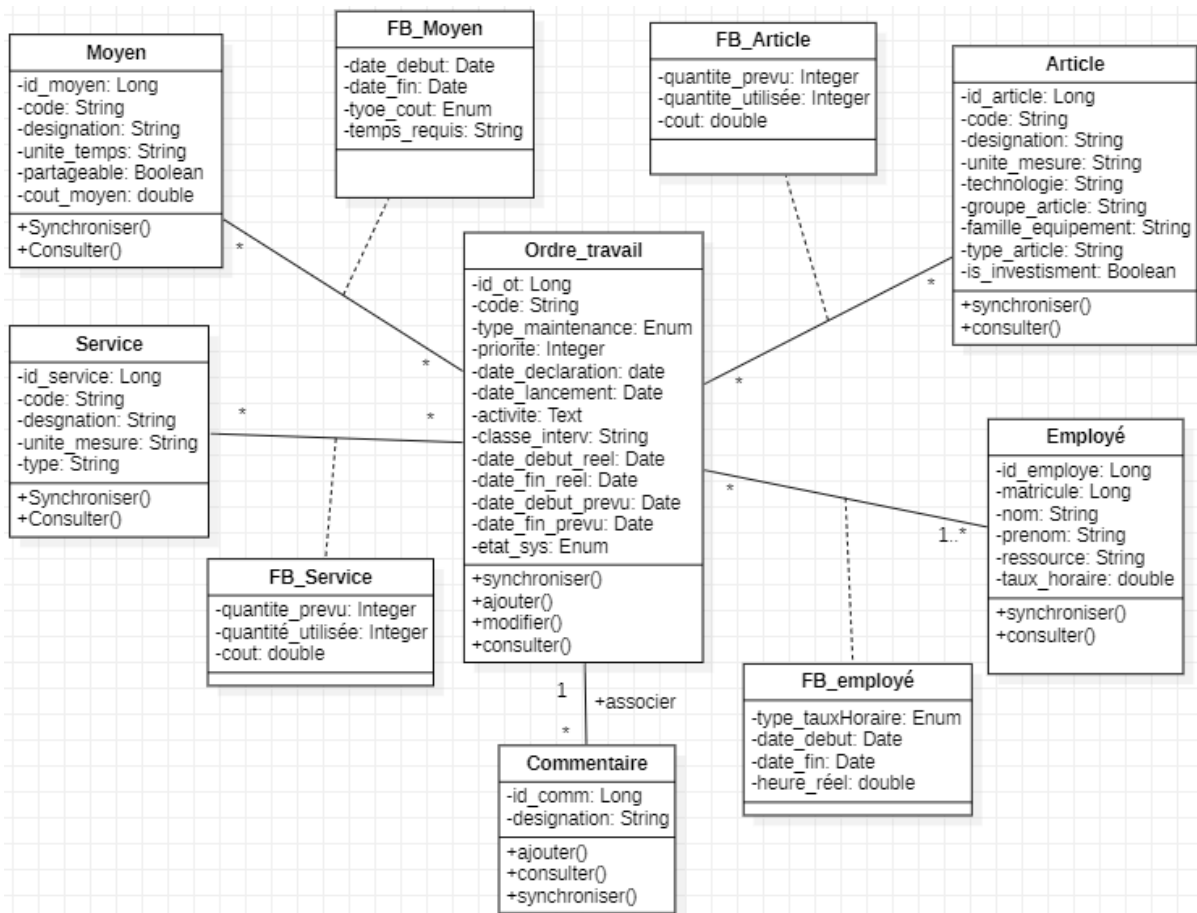 Moyen
-id_moyen: Long
-code: String
-designation: String
-unite_temps: String
-partageable: Boolean
-cout_moyen: double
+Synchroniser()
+Consulter()
FB_Moyen
-date_debut: Date
-date_fin: Date
-tyoe_cout: Enum
-temps_requis: String
FB_Article
-quantite_prevu: Integer
-quantite_utilisée: Integer
-cout: double
Article
-id_article: Long
-code: String
-designation: String
-unite_mesure: String
-technologie: String
-groupe_article: String
-famille_equipement: String
-type_article: String
-is_investisment: Boolean
+synchroniser()
+consulter()
*
*
*
*
Service
-id_service: Long
-code: String
-desgnation: String
-unite_mesure: String
-type: String
+Synchroniser()
+Consulter()
*
*
Ordre_travail
-id_ot: Long
-code: String
-type_maintenance: Enum
-priorite: Integer
-date_declaration: date
-date_lancement: Date
-activite: Text
-classe_interv: String
-date_debut_reel: Date
-date_fin_reel: Date
-date_debut_prevu: Date
-date_fin_prevu: Date
-etat_sys: Enum
+synchroniser()
+ajouter()
+modifier()
+consulter()
*
1..*
Employé
-id_employe: Long
-matricule: Long
-nom: String
-prenom: String
-ressource: String
-taux_horaire: double
+synchroniser()
+consulter()
FB_Service
-quantite_prevu: Integer
-quantité_utilisée: Integer
-cout: double
FB_employé
-type_tauxHoraire: Enum
-date_debut: Date
-date_fin: Date
-heure_réel: double
1
+associer
*
Commentaire
-id_comm: Long
-designation: String
+ajouter()
+consulter()
+synchroniser()